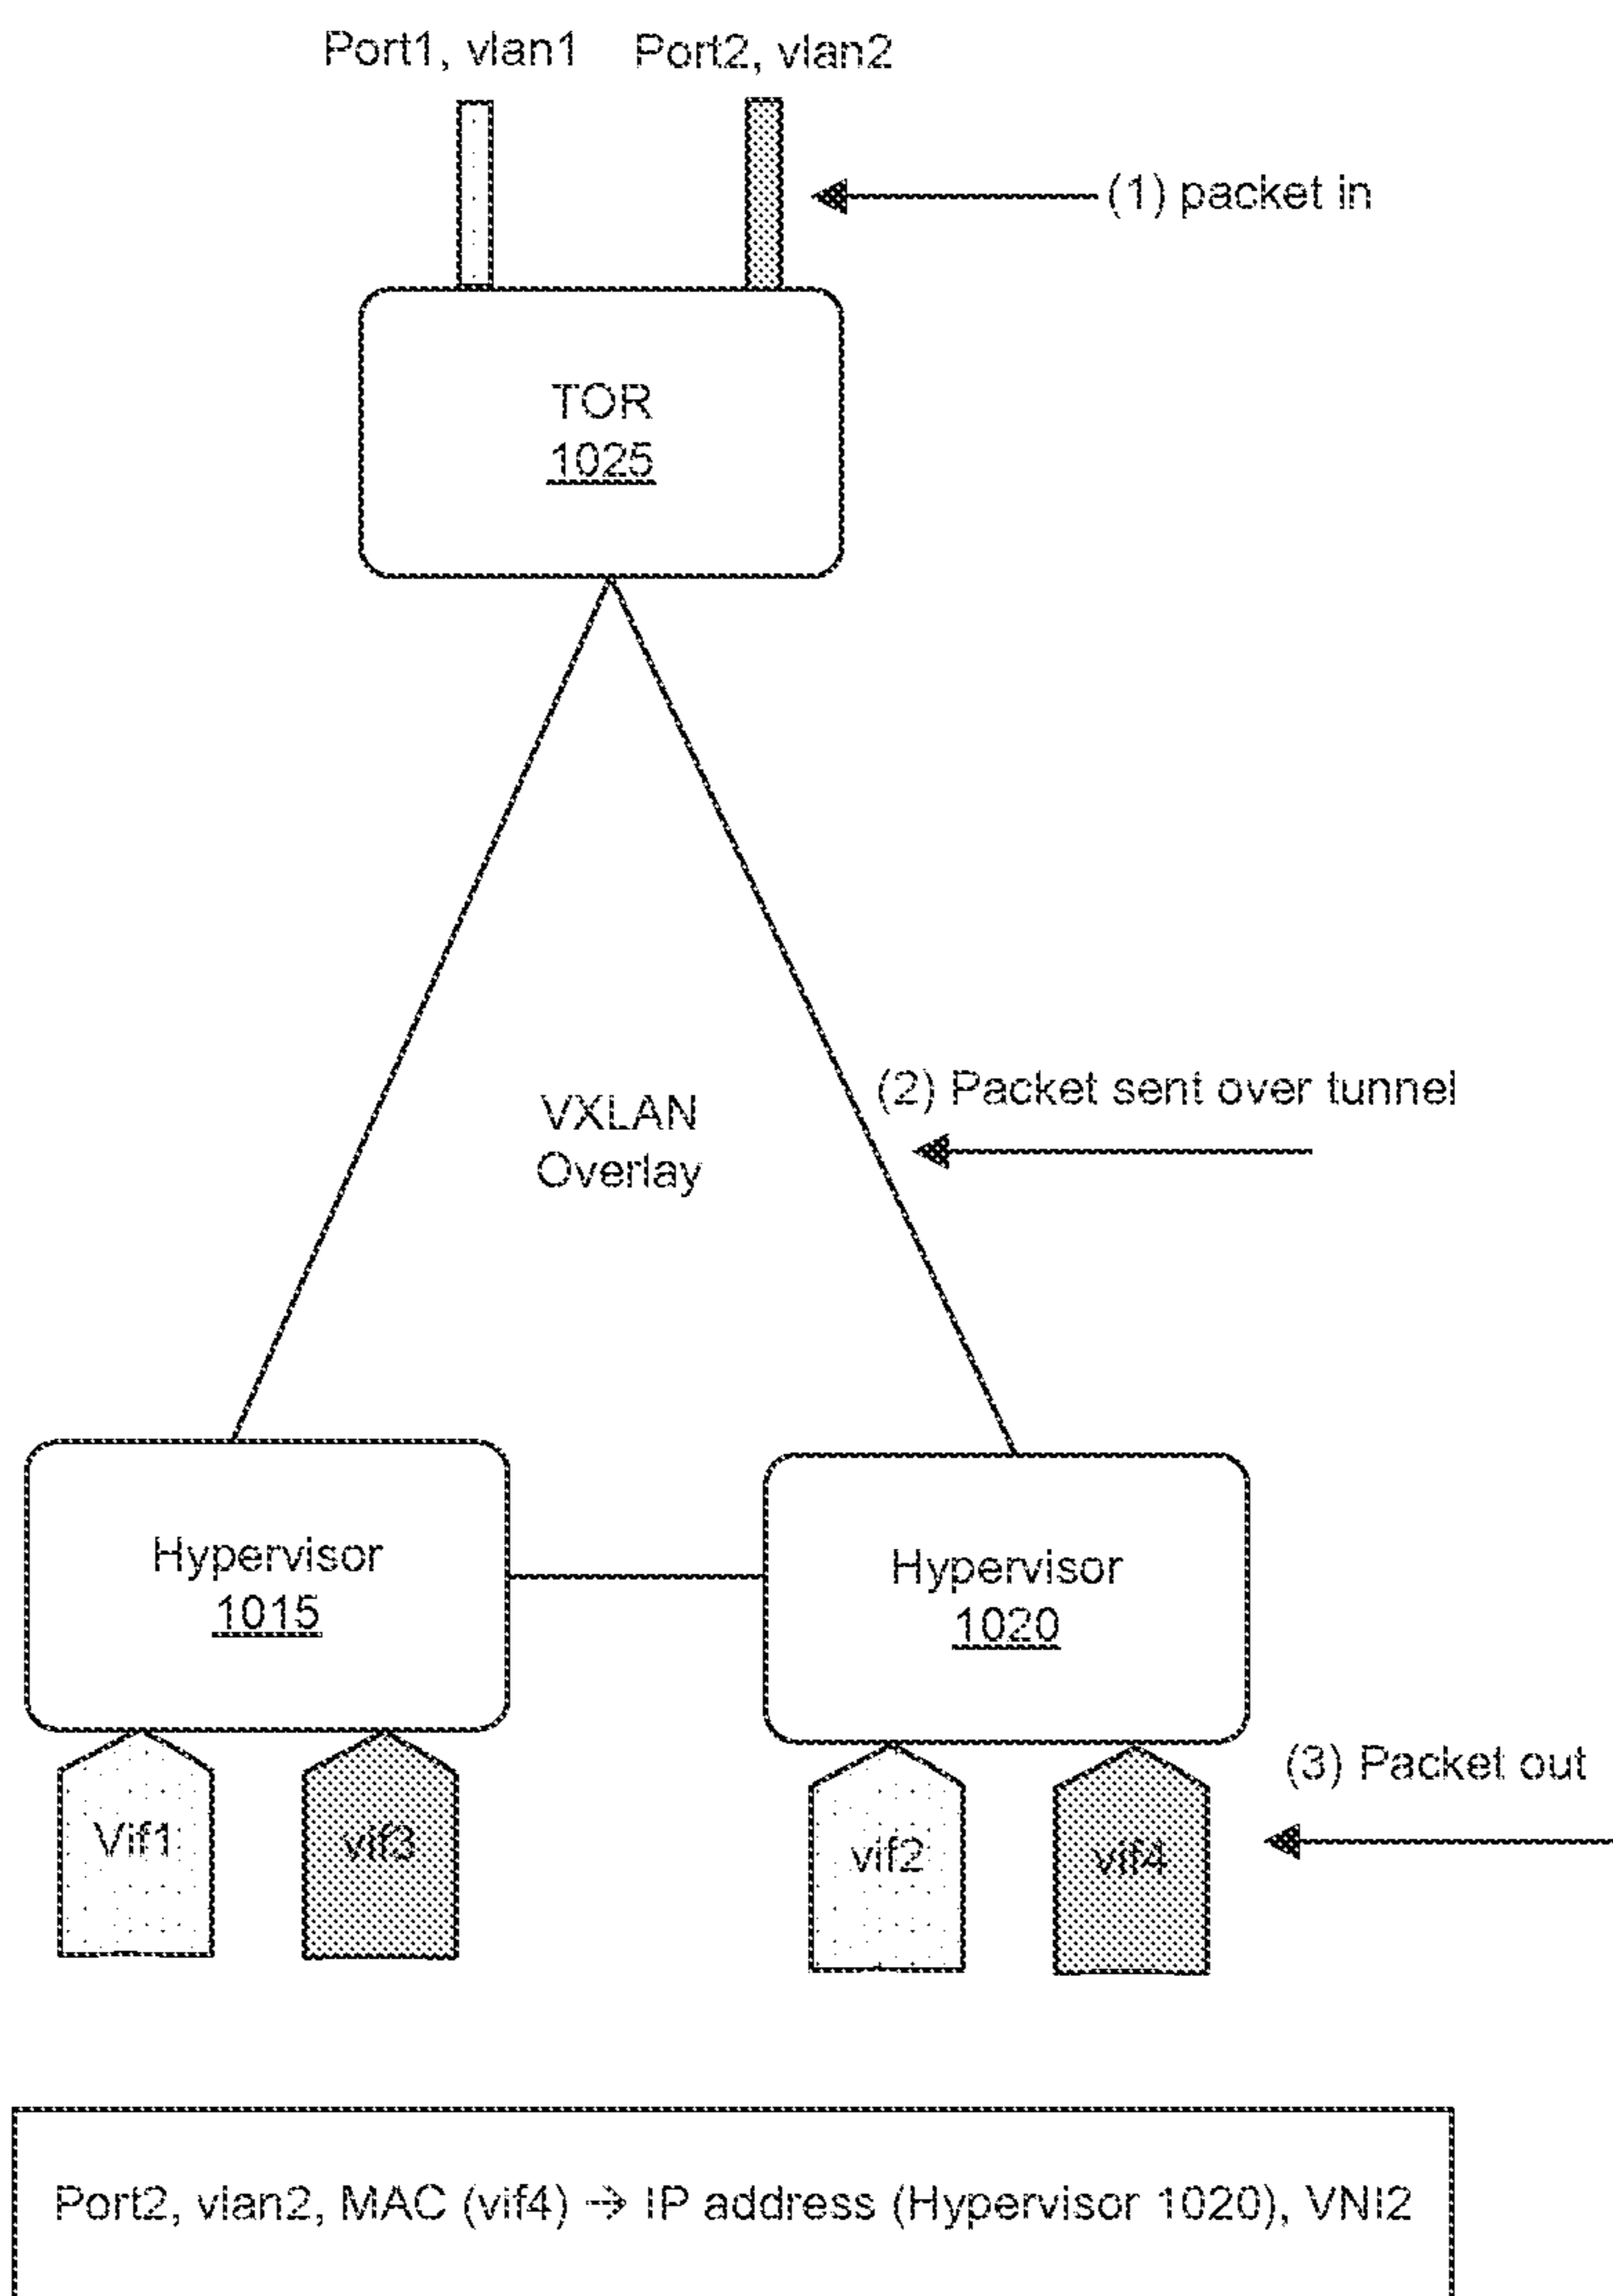 Port1, vlan1 Port2, vlan2
(1) packet in
TOR
1025
(2) Packet sent over tunnel
VXLAN
Overlay
Hypervisor
1015
Hypervisor
1020
(3) Packet out
Vif1
vif3
vif2
vif4
Port2, vlan2, MAC (vif4) → IP address (Hypervisor 1020), VNI2